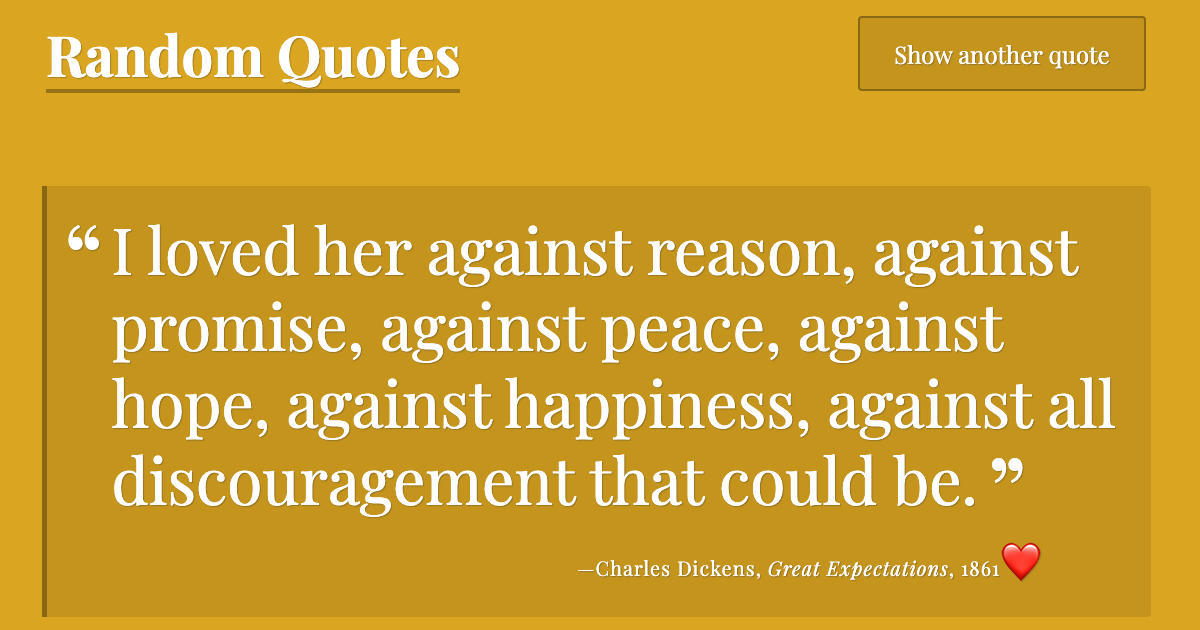 Random Quotes
Show another quote
“ I loved her against reason, against
promise, against peace, against
hope, against happiness, against all
discouragement that could be. ”
—Charles Dickens, Great Expectations, 1861❤️